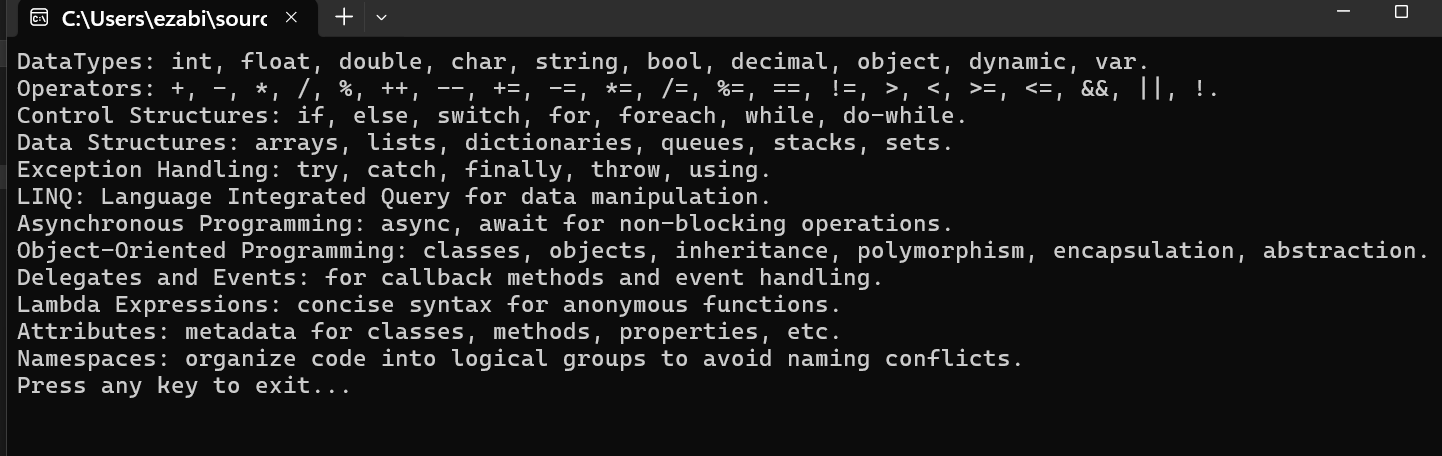 C:\Users\ezabi\sourc
DataTypes: int, float, double, char, string, bool, decimal, object, dynamic, var.
Operators: +, -, *, /, %, ++, --, +=, -=, *=, /=, %=, ==, !=, >, <, >=, <=, &&, ||, !.
Control Structures: if, else, switch, for, foreach, while, do-while.
Data Structures: arrays, lists, dictionaries, queues, stacks, sets.
Exception Handling: try, catch, finally, throw, using.
LINQ: Language Integrated Query for data manipulation.
Asynchronous Programming: async, await for non-blocking operations.
Object-Oriented Programming: classes, objects, inheritance, polymorphism, encapsulation, abstraction.
Delegates and Events: for callback methods and event handling.
Lambda Expressions: concise syntax for anonymous functions.
Attributes: metadata for classes, methods, properties, etc.
Namespaces: organize code into logical groups to avoid naming conflicts.
Press any key to exit...